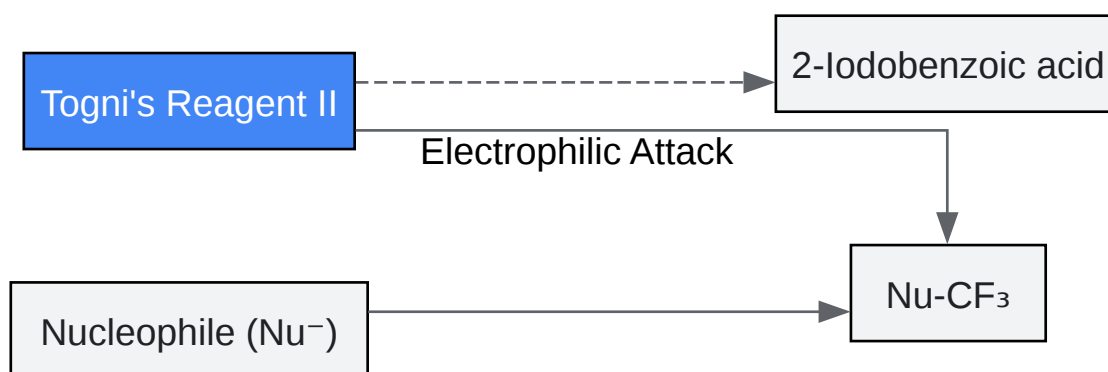 2-Iodobenzoic acid
Togni's Reagent II
Electrophilic Attack
Nu-CF₃
Nucleophile (Nu⁻)